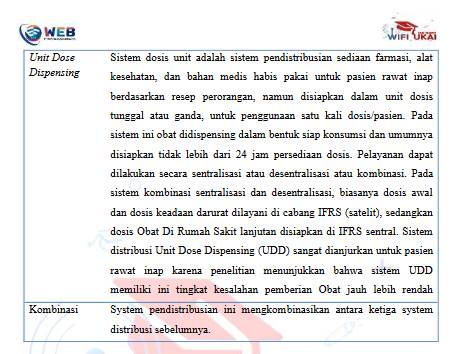 WEB
WIFI UKAI
Unit Dose Sistem dosis unit adalah sistem pendistribusian sediaan farmasi, alat
Dispensing kesehatan, dan bahan medis habis pakai untuk pasien rawat inap
berdasarkan resep perorangan, namun disiapkan dalam unit dosis
tunggal atau ganda, untuk penggunaan satu kali dosis/pasien. Pada
sistem ini obat didispensing dalam bentuk siap konsumsi dan umumnya
disiapkan tidak lebih dari 24 jam persediaan dosis. Pelayanan dapat
dilakukan secara sentralisasi atau desentralisasi atau kombinasi. Pada
sistem kombinasi sentralisasi dan desentralisasi, biasanya dosis awal
dan dosis keadaan darurat dilayani di cabang IFRS (satelit), sedangkan
dosis Obat Di Rumah Sakit lanjutan disiapkan di IFRS sentral. Sistem
distribusi Unit Dose Dispensing (UDD) sangat dianjurkan untuk pasien
rawat inap karena penelitian menunjukkan bahwa sistem UDD
memiliki ini tingkat kesalahan pemberian Obat jauh lebih rendah
Kombinasi System pendistribusian ini mengkombinasikan antara ketiga system
distribusi sebelumnya.